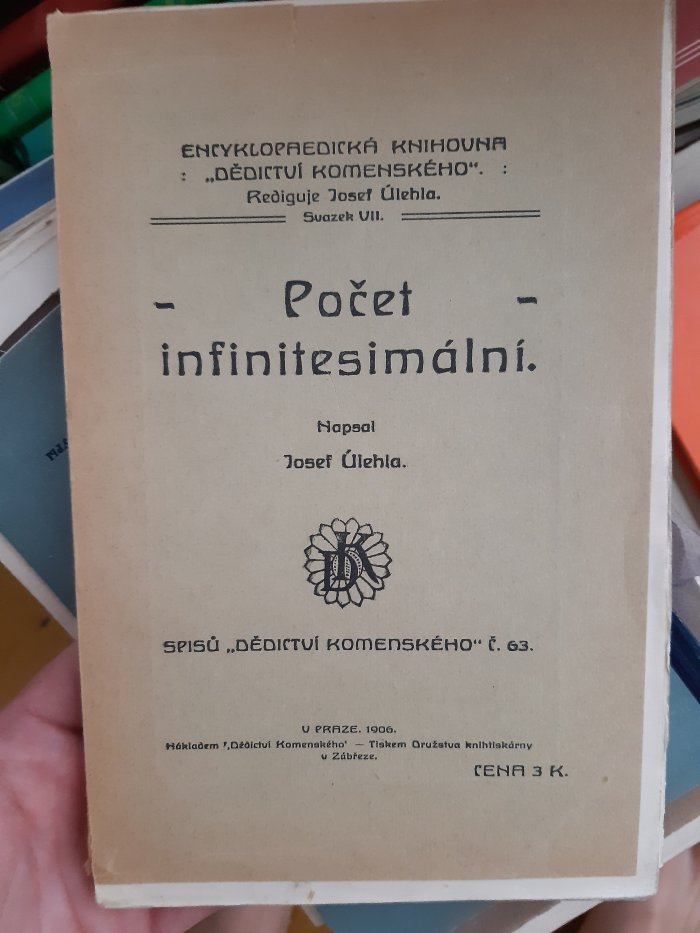 ENCYKLOPAEDICKÁ KNIHOVNA
: „DĚDICTVÍ KOMENSKÉHO“. :
Rediguje Josef Úlehla.
Svazek VII.
- Počet -
infinitesimální.
Napsal
Josef Úlehla.
DK
SPISŮ „DĚDICTVÍ KOMENSKÉHO“ Č. 63.
V PRAZE. 1906.
Nákladem ‚‚Dědictví Komenského‘ — Tiskem Družstva knihtiskárny
v Zábřeze.
CENA 3 K.